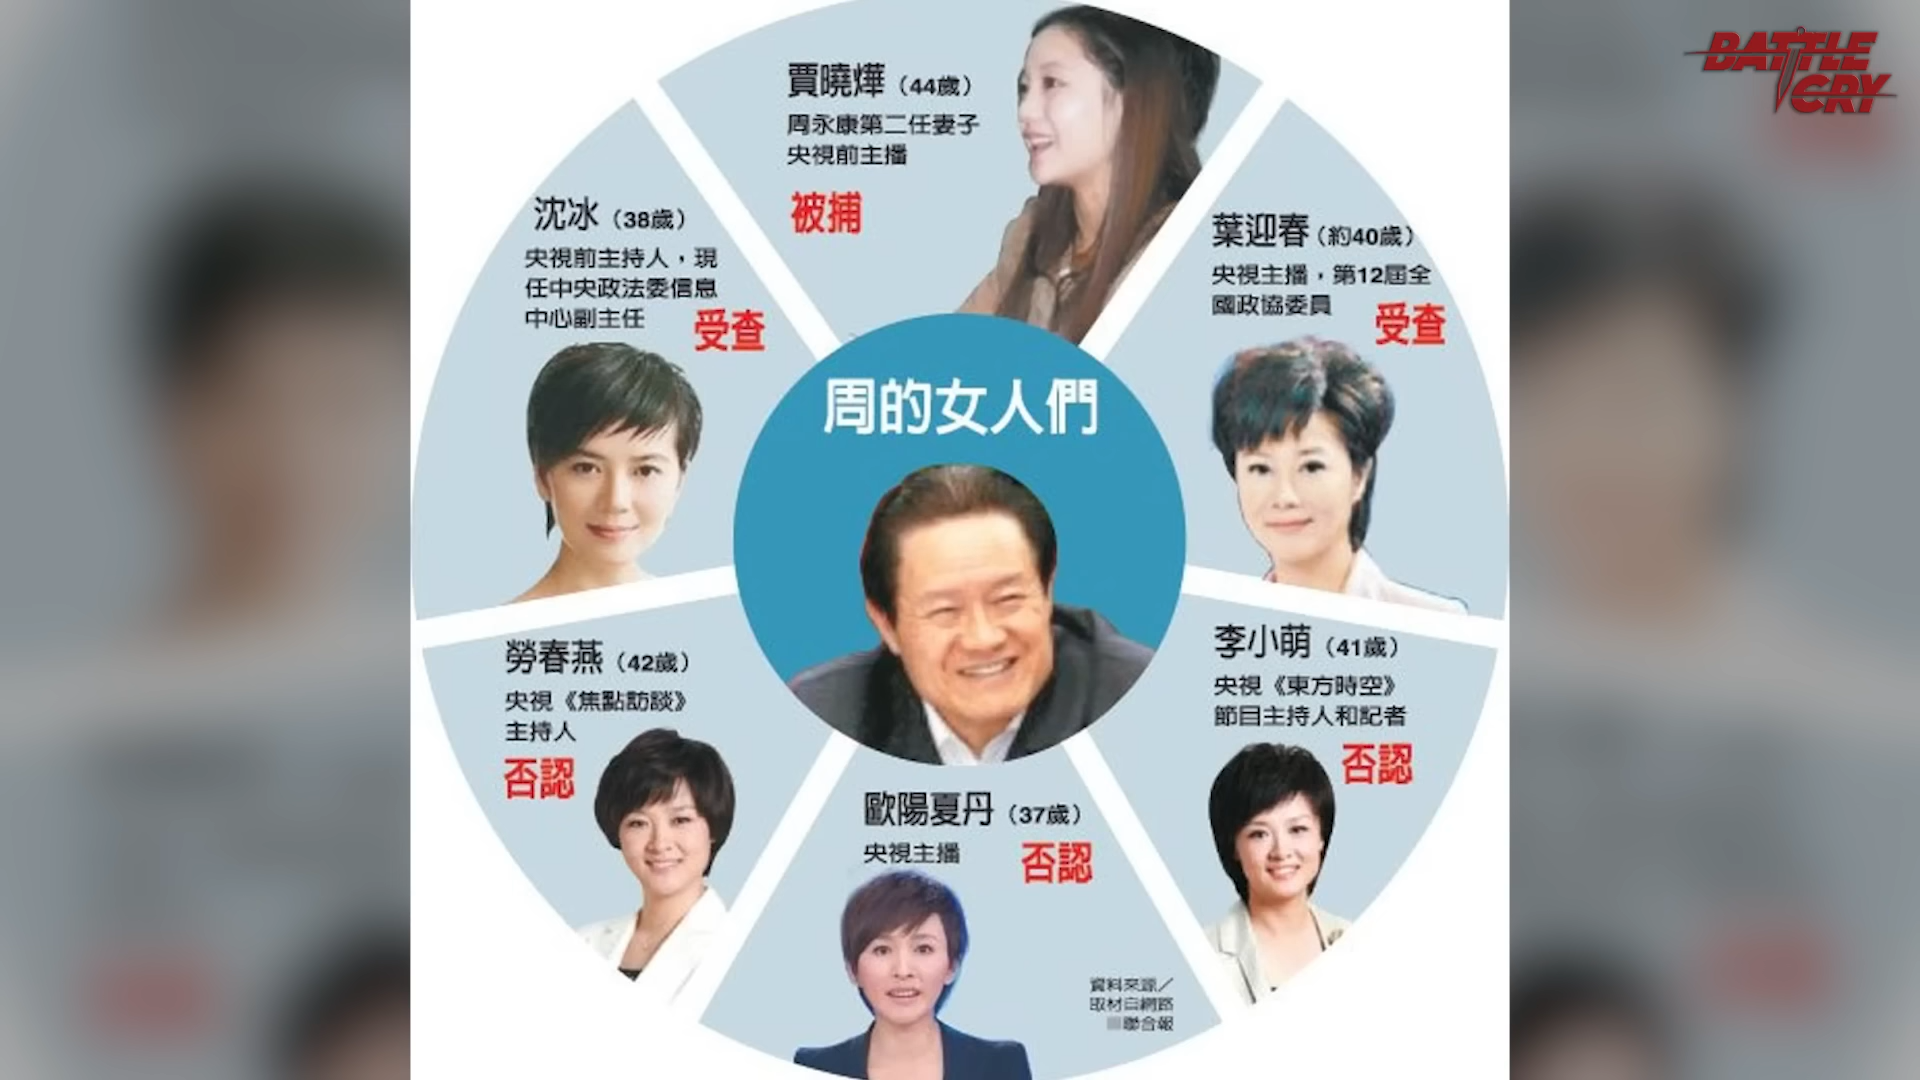 BATTLE
CRY
賈曉燁（44歲）
周永康第二任妻子
央視前主播
被捕
沈冰（38歲）
央視前主持人，現
任中央政法委信息
中心副主任
受查
葉迎春（約40歲）
央視主播，第12屆全
國政協委員
受查
周的女人們
勞春燕（42歲）
央視《焦點訪談》
主持人
否認
李小萌（41歲）
央視《東方時空》
節目主持人和記者
否認
歐陽夏丹（37歲）
央視主播
否認
資料來源／
取材自網路
■聯合報